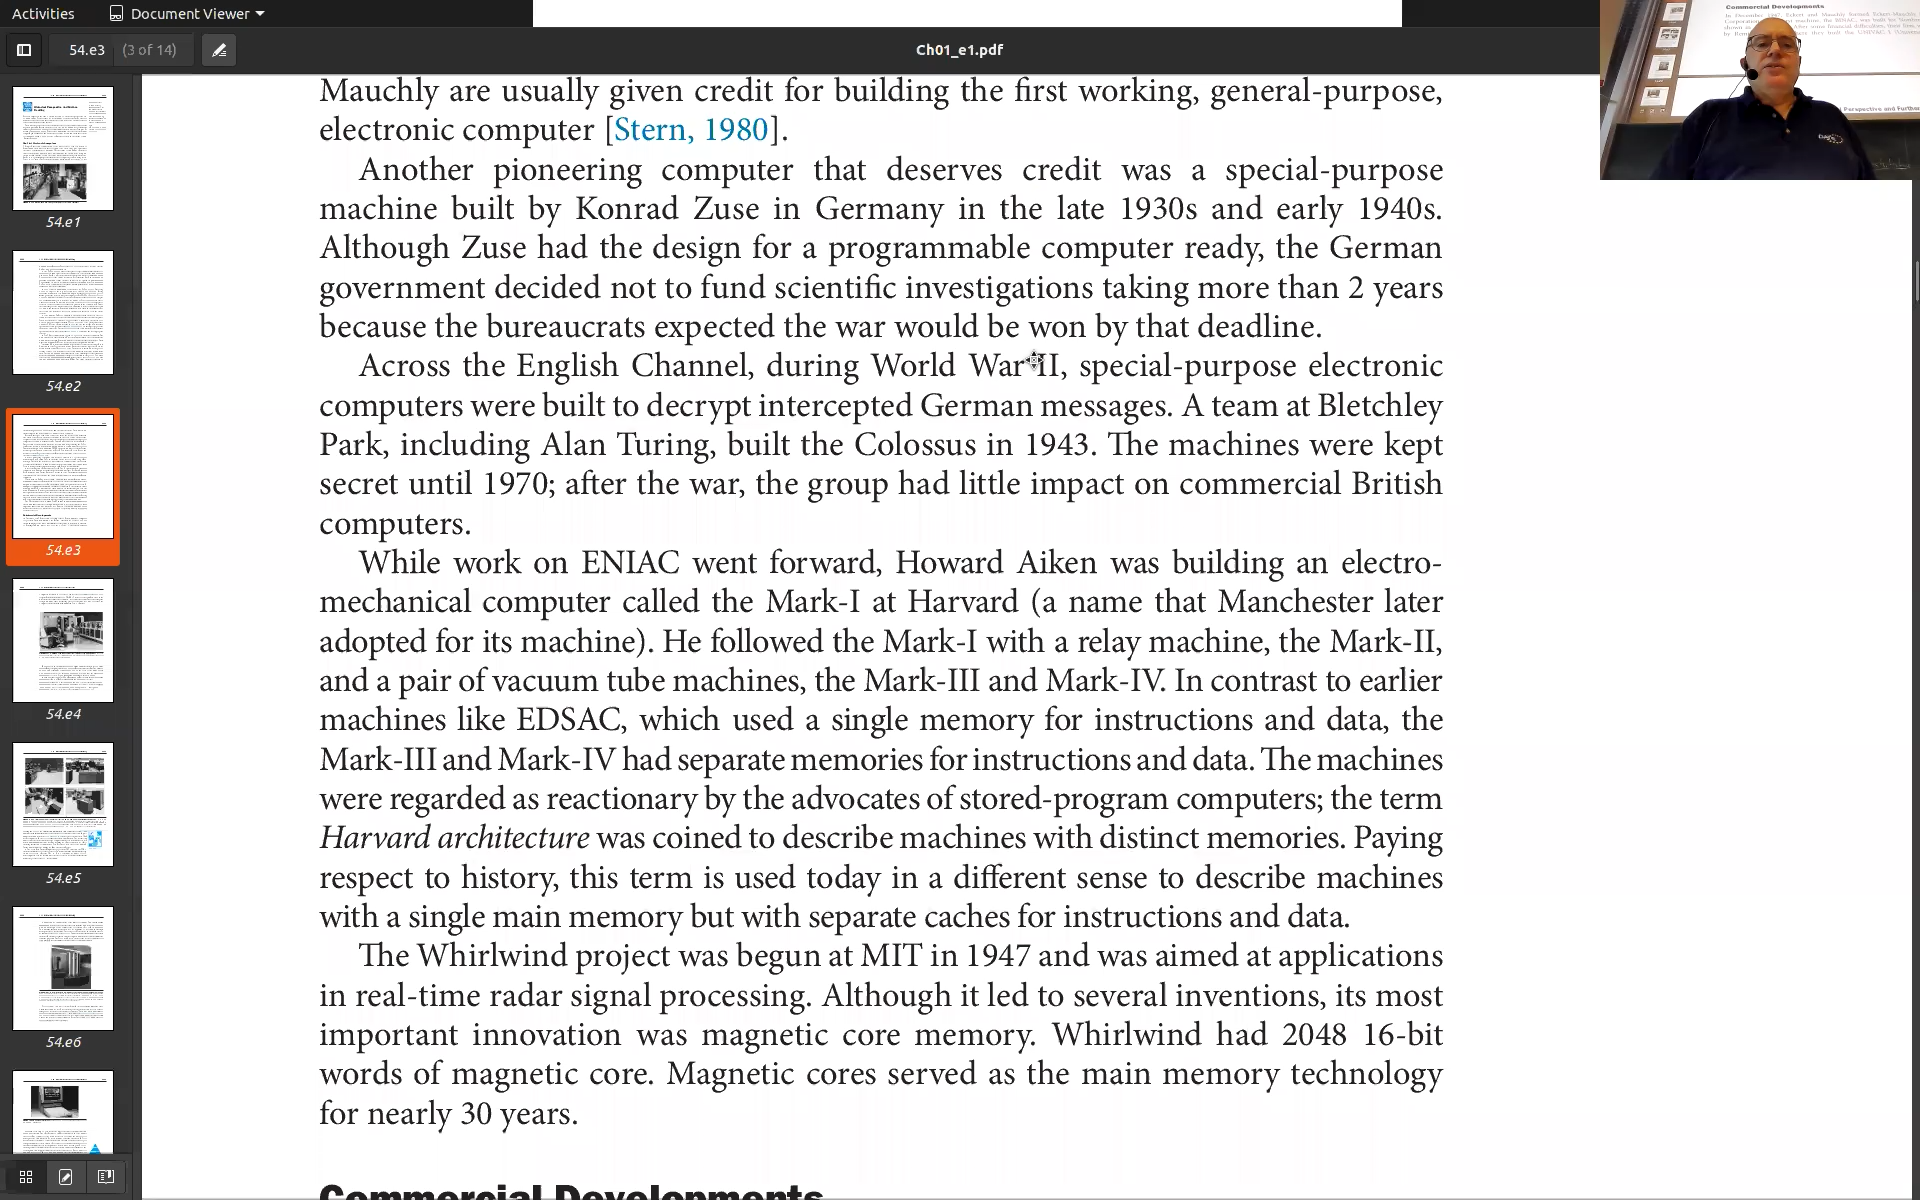 Activities
Document Viewer
54.e3
(3 of 14)
Ch01_e1.pdf
Commercial Developments
Mauchly are usually given credit for building the first working, general-purpose,
electronic computer [Stern, 1980].
Another pioneering computer that deserves credit was a special-purpose
machine built by Konrad Zuse in Germany in the late 1930s and early 1940s.
Although Zuse had the design for a programmable computer ready, the German
government decided not to fund scientific investigations taking more than 2 years
because the bureaucrats expected the war would be won by that deadline.
Across the English Channel, during World War II, special-purpose electronic
computers were built to decrypt intercepted German messages. A team at Bletchley
Park, including Alan Turing, built the Colossus in 1943. The machines were kept
secret until 1970; after the war, the group had little impact on commercial British
computers.
While work on ENIAC went forward, Howard Aiken was building an electro-
mechanical computer called the Mark-I at Harvard (a name that Manchester later
adopted for its machine). He followed the Mark-I with a relay machine, the Mark-II,
and a pair of vacuum tube machines, the Mark-III and Mark-IV. In contrast to earlier
machines like EDSAC, which used a single memory for instructions and data, the
Mark-III and Mark-IV had separate memories for instructions and data. The machines
were regarded as reactionary by the advocates of stored-program computers; the term
Harvard architecture was coined to describe machines with distinct memories. Paying
respect to history, this term is used today in a different sense to describe machines
with a single main memory but with separate caches for instructions and data.
The Whirlwind project was begun at MIT in 1947 and was aimed at applications
in real-time radar signal processing. Although it led to several inventions, its most
important innovation was magnetic core memory. Whirlwind had 2048 16-bit
words of magnetic core. Magnetic cores served as the main memory technology
for nearly 30 years.
Commercial Developments
54.e1
54.e2
54.e3
54.e4
54.e5
54.e6